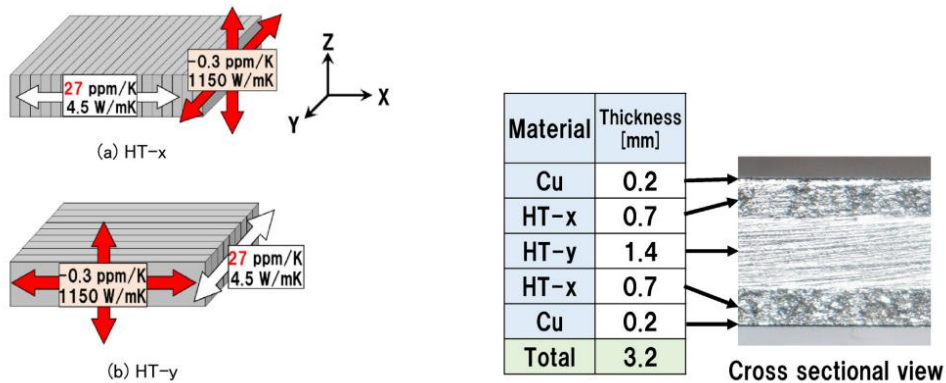 -0.3 ppm/K
1150 W/mK
27 ppm/K
4.5 W/mK
Z
X
Y
(a) HT-x
-0.3 ppm/K
1150 W/mK
27 ppm/K
4.5 W/mK
(b) HT-y
Material Thickness [mm]
Cu 0.2
HT-x 0.7
HT-y 1.4
HT-x 0.7
Cu 0.2
Total 3.2
Cross sectional view